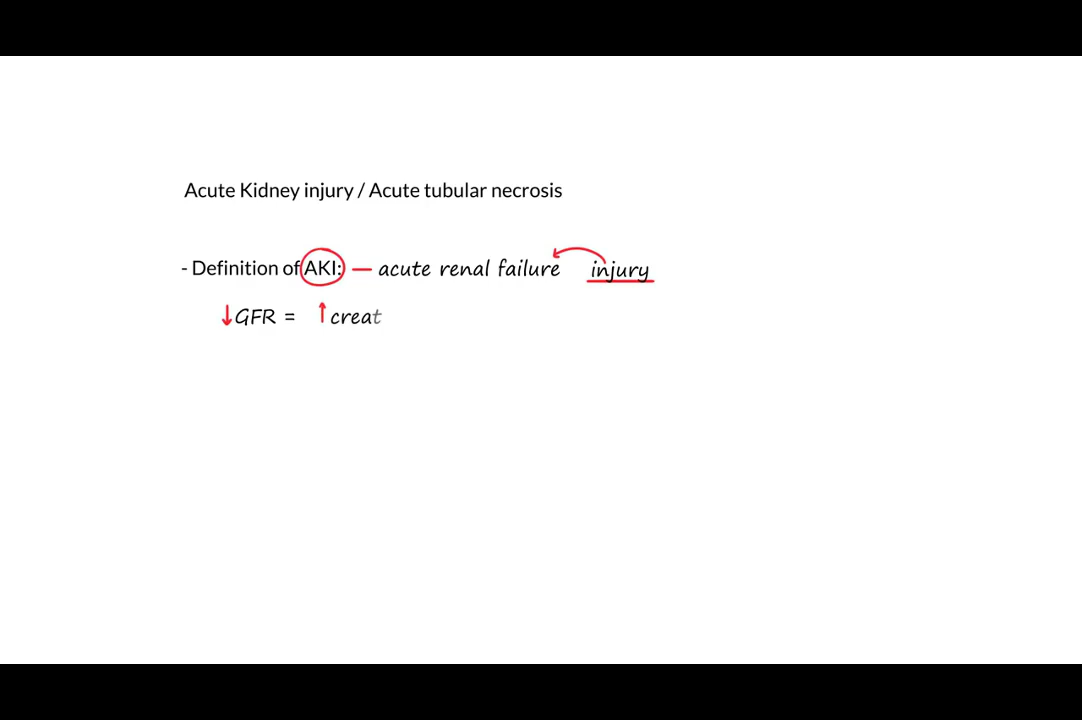 Acute Kidney injury / Acute tubular necrosis
- Definition of AKI: — acute renal failure injury
↓GFR = ↑creat